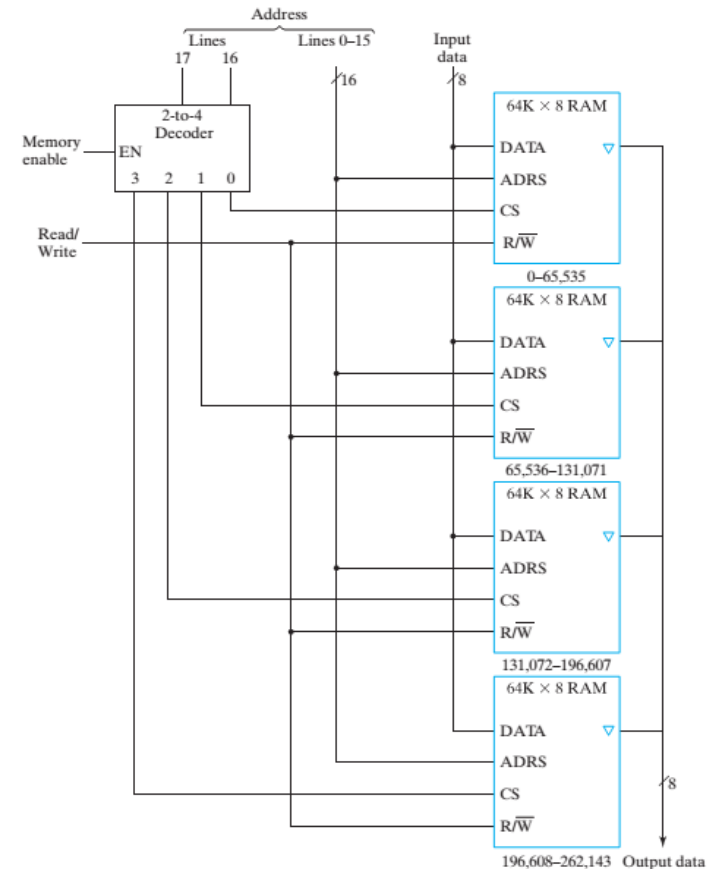 Address
Lines
Lines 0–15
17 16
/16
Input
data
/8
2-to-4
Decoder
Memory
enable
EN
3 2 1 0
Read/
Write
64K × 8 RAM
DATA
ADRS
CS
R/W̅
0–65,535
64K × 8 RAM
DATA
ADRS
CS
R/W̅
65,536–131,071
64K × 8 RAM
DATA
ADRS
CS
R/W̅
131,072–196,607
64K × 8 RAM
DATA
ADRS
CS
R/W̅
8
196,608–262,143
Output data